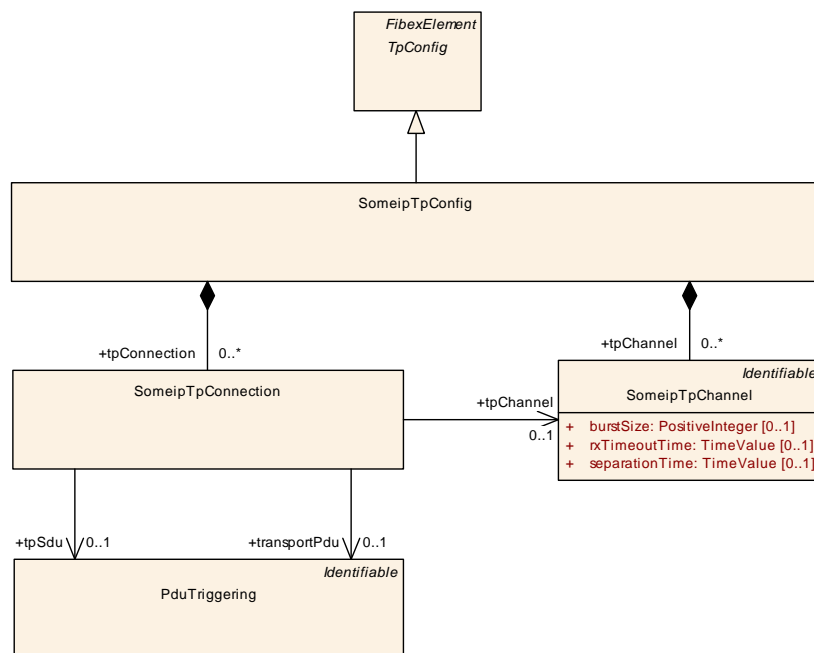 FibexElement
TpConfig
SomeipTpConfig
+tpConnection 0..*
+tpChannel 0..*
SomeipTpConnection
+tpChannel
0..1
Identifiable
SomeipTpChannel
+ burstSize: PositiveInteger [0..1]
+ rxTimeoutTime: TimeValue [0..1]
+ separationTime: TimeValue [0..1]
+tpSdu 0..1
+transportPdu 0..1
Identifiable
PduTriggering